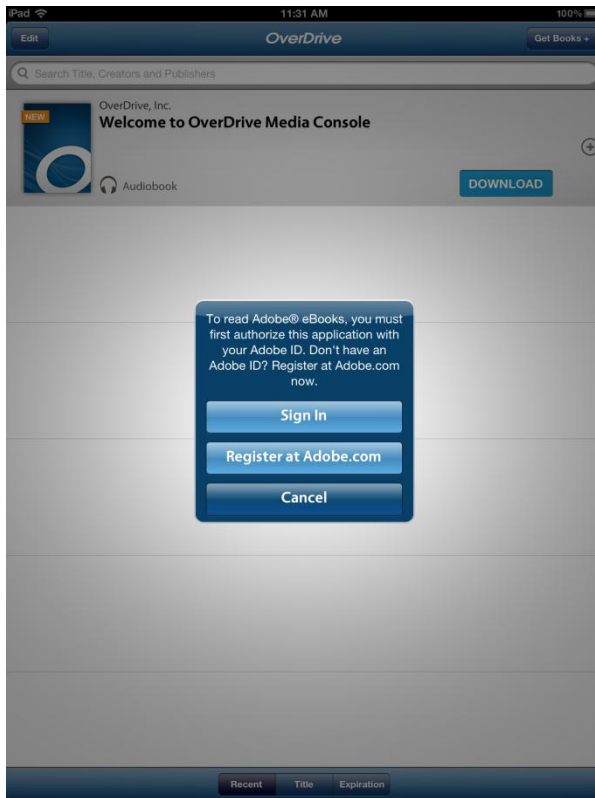 iPad 11:31 AM 100%
Edit OverDrive Get Books +
Search Title, Creators and Publishers
NEW
OverDrive, Inc.
Welcome to OverDrive Media Console
Audiobook
DOWNLOAD
To read Adobe® eBooks, you must
first authorize this application with
your Adobe ID. Don't have an
Adobe ID? Register at Adobe.com
now.
Sign In
Register at Adobe.com
Cancel
Recent Title Expiration